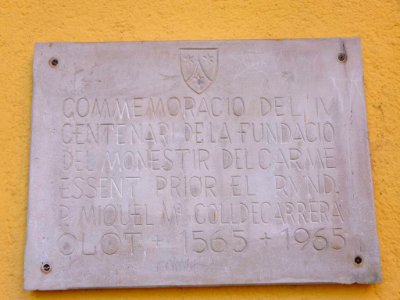 COMMEMORACIO DEL IV
CENTENARI DE LA FUNDACIO
DEL MONESTIR DEL CARME
ESSENT PRIOR EL RVND.
P. MIQUEL Mª COLLDECARRERA
OLOT + 1565 + 1965